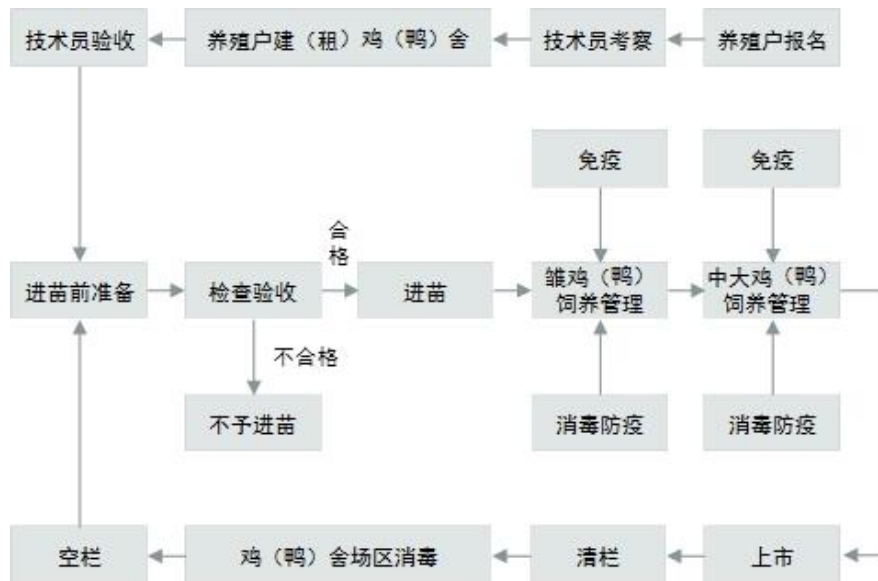 技术员验收
养殖户建（租）鸡（鸭）舍
技术员考察
养殖户报名
免疫
免疫
合
格
进苗前准备
检查验收
进苗
雏鸡（鸭）
饲养管理
中大鸡（鸭）
饲养管理
不合格
不予进苗
消毒防疫
消毒防疫
空栏
鸡（鸭）舍场区消毒
清栏
上市